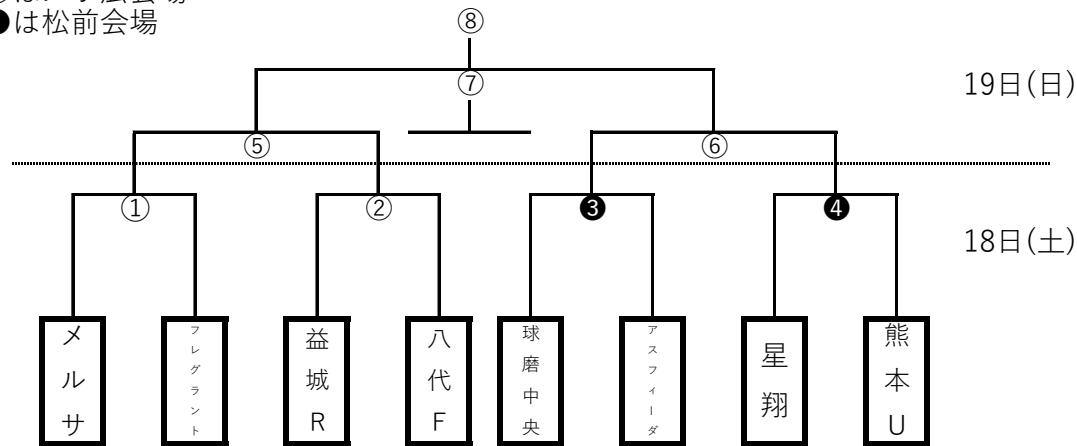 ●は松前会場
⑧
19日(日)
⑦
⑤
⑥
①
②
❸
❹
18日(土)
メルサ
フレグラント
益城R
八代F
球磨中央
アスフィーダ
星翔
熊本U